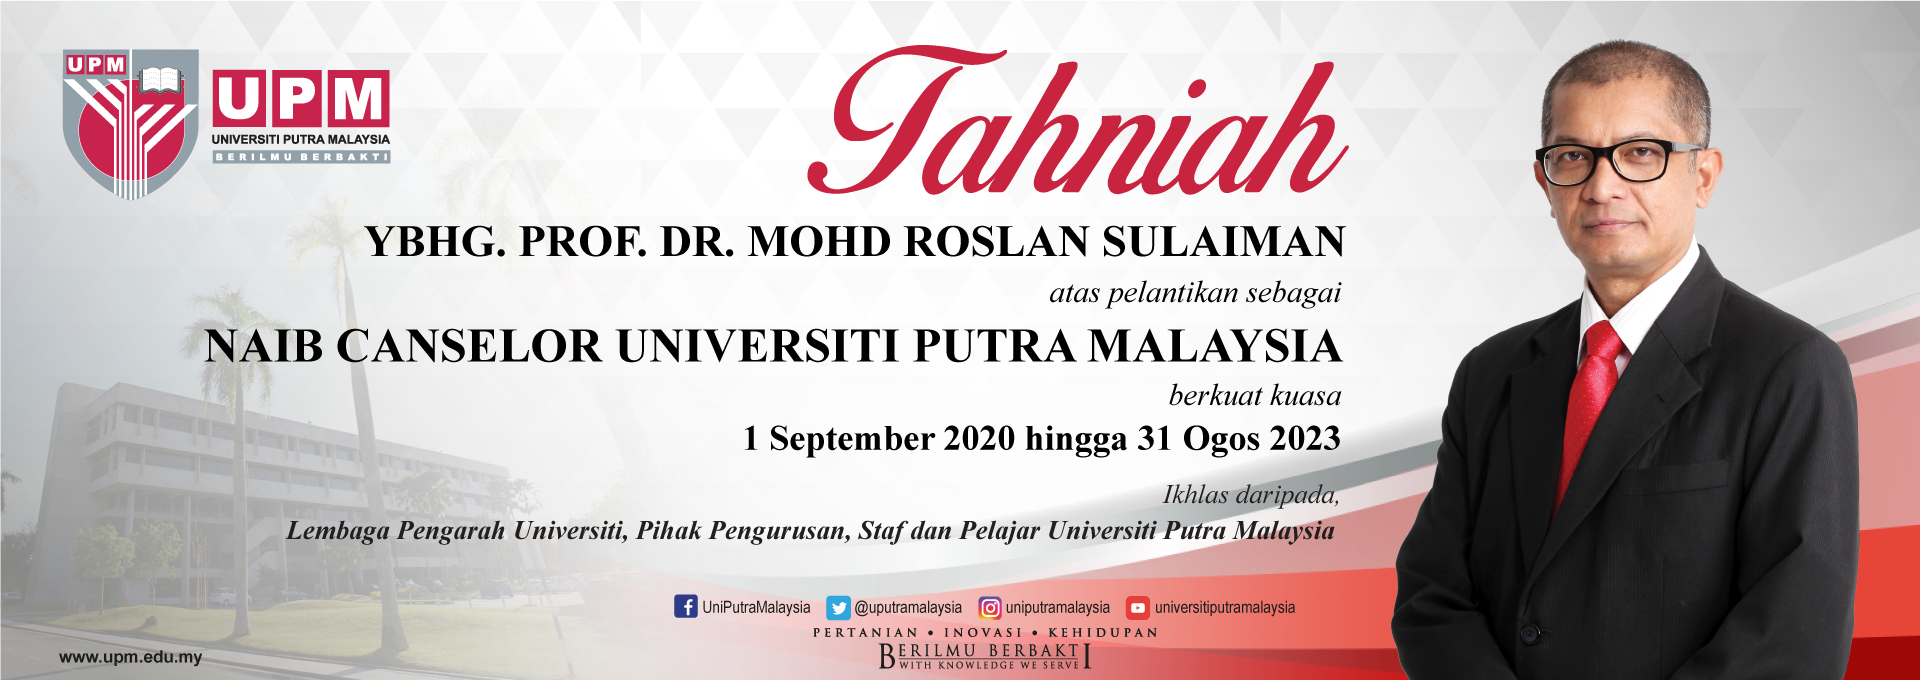 UPM
UPM
UNIVERSITI PUTRA MALAYSIA
BERILMU BERBAKTI
Tahniah
YBHG. PROF. DR. MOHD ROSLAN SULAIMAN
atas pelantikan sebagai
NAIB CANSELOR UNIVERSITI PUTRA MALAYSIA
berkuat kuasa
1 September 2020 hingga 31 Ogos 2023
Ikhlas daripada,
Lembaga Pengarah Universiti, Pihak Pengurusan, Staf dan Pelajar Universiti Putra Malaysia
UniPutraMalaysia @uputramalaysia uniputramalaysia universitiputramalaysia
PERTANIAN • INOVASI • KEHIDUPAN
BERILMU BERBAKTI
WITH KNOWLEDGE WE SERVE
www.upm.edu.my